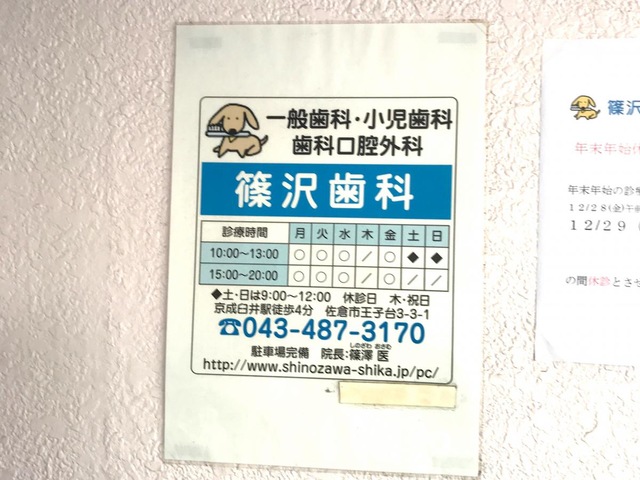 一般歯科・小児歯科
歯科口腔外科
篠沢歯科
診療時間 月 火 水 木 金 土 日
10:00〜13:00 ○ ○ ○ ／ ○ ◆ ◆
15:00〜20:00 ○ ○ ○ ／ ○ ／ ／
◆土・日は9:00〜12:00 休診日 木・祝日
京成臼井駅徒歩4分 佐倉市王子台3-3-1
☎043-487-3170
しのざわ おさむ
駐車場完備 院長:篠澤 医
http://www.shinozawa-shika.jp/pc/
篠沢
年末年始休
年末年始の診療
12/28(金)午前
12/29
の間休診とさせ